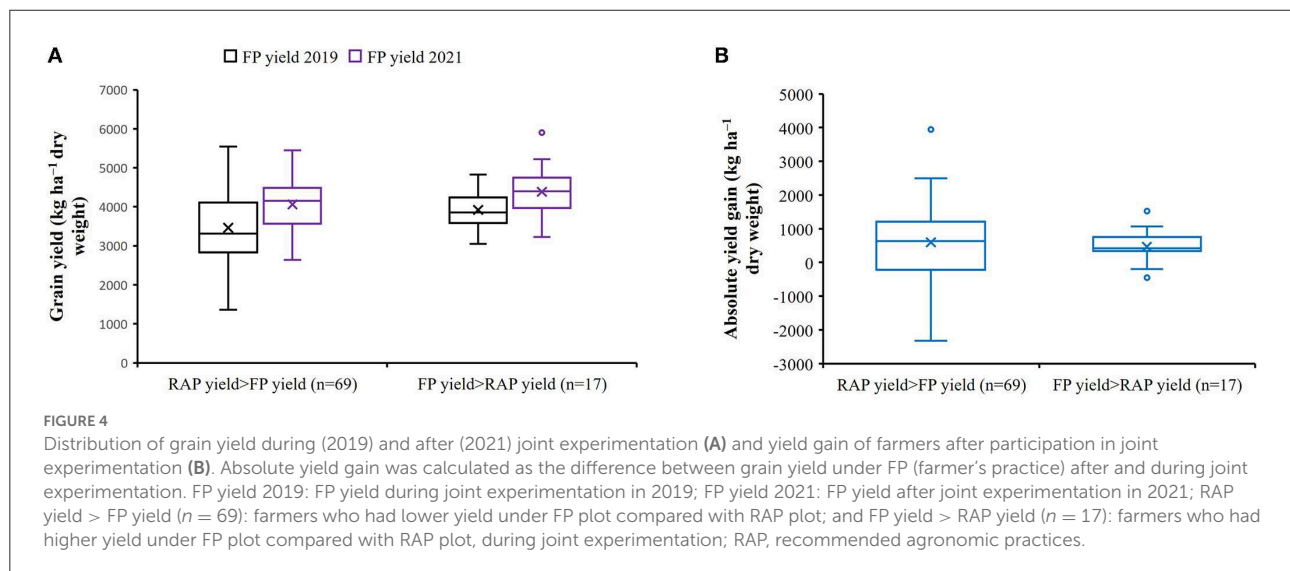 A
FP yield 2019 FP yield 2021
Grain yield (kg ha⁻¹ dry
weight)
7000
6000
5000
4000
3000
2000
1000
0
RAP yield>FP yield (n=69) FP yield>RAP yield (n=17)
B
Absolute yield gain (kg ha⁻¹
dry weight)
5000
4000
3000
2000
1000
0
-1000
-2000
-3000
RAP yield>FP yield (n=69) FP yield>RAP yield (n=17)
FIGURE 4
Distribution of grain yield during (2019) and after (2021) joint experimentation (A) and yield gain of farmers after participation in joint
experimentation (B). Absolute yield gain was calculated as the difference between grain yield under FP (farmer's practice) after and during joint
experimentation. FP yield 2019: FP yield during joint experimentation in 2019; FP yield 2021: FP yield after joint experimentation in 2021; RAP
yield > FP yield (n = 69): farmers who had lower yield under FP plot compared with RAP plot; and FP yield > RAP yield (n = 17): farmers who had
higher yield under FP plot compared with RAP plot, during joint experimentation; RAP, recommended agronomic practices.